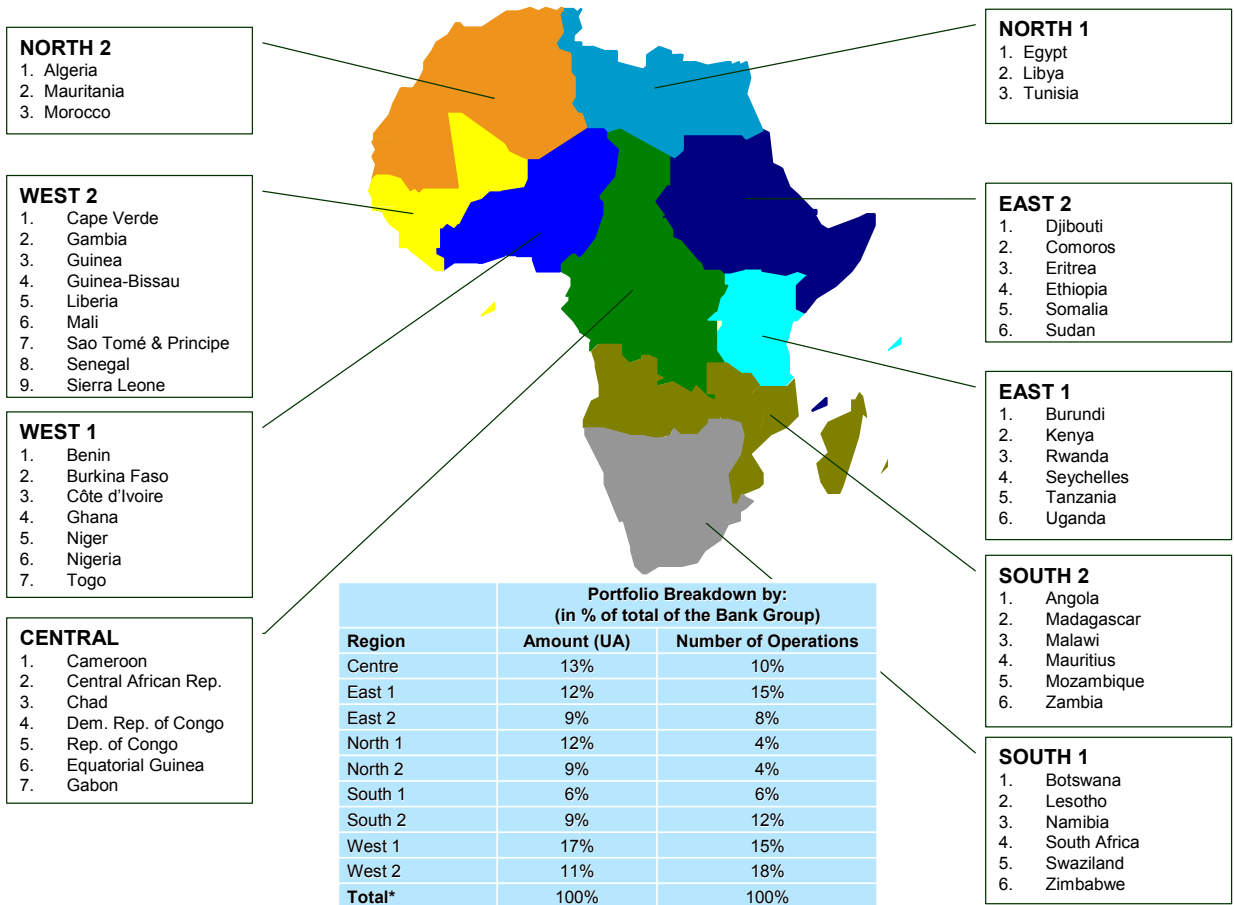 NORTH 2
1. Algeria
2. Mauritania
3. Morocco
WEST 2
1. Cape Verde
2. Gambia
3. Guinea
4. Guinea-Bissau
5. Liberia
6. Mali
7. Sao Tomé & Principe
8. Senegal
9. Sierra Leone
WEST 1
1. Benin
2. Burkina Faso
3. Côte d’Ivoire
4. Ghana
5. Niger
6. Nigeria
7. Togo
CENTRAL
1. Cameroon
2. Central African Rep.
3. Chad
4. Dem. Rep. of Congo
5. Rep. of Congo
6. Equatorial Guinea
7. Gabon
NORTH 1
1. Egypt
2. Libya
3. Tunisia
EAST 2
1. Djibouti
2. Comoros
3. Eritrea
4. Ethiopia
5. Somalia
6. Sudan
EAST 1
1. Burundi
2. Kenya
3. Rwanda
4. Seychelles
5. Tanzania
6. Uganda
SOUTH 2
1. Angola
2. Madagascar
3. Malawi
4. Mauritius
5. Mozambique
6. Zambia
SOUTH 1
1. Botswana
2. Lesotho
3. Namibia
4. South Africa
5. Swaziland
6. Zimbabwe
Portfolio Breakdown by:
(in % of total of the Bank Group)
Region Amount (UA) Number of Operations
Centre 13% 10%
East 1 12% 15%
East 2 9% 8%
North 1 12% 4%
North 2 9% 4%
South 1 6% 6%
South 2 9% 12%
West 1 17% 15%
West 2 11% 18%
Total* 100% 100%